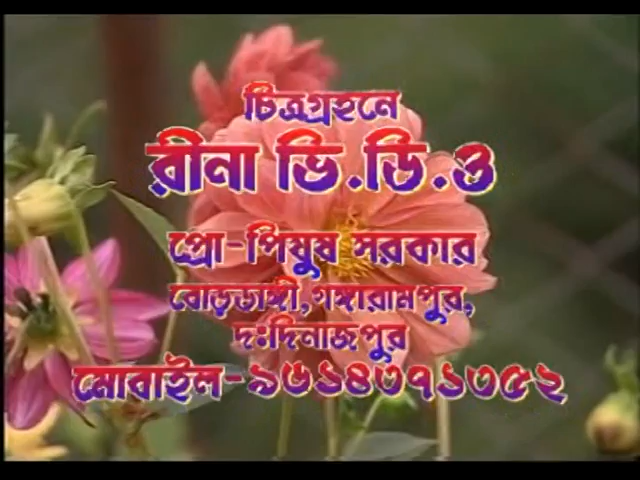 চিত্রগ্রহনে
রীনা ভি.ডি.ও
প্রো-পিযুষ সরকার
বোড়ডাঙ্গী,গঙ্গারামপুর,
দঃদিনাজপুর
মোবাইল-৯৬১৪৩৭১৩৫২